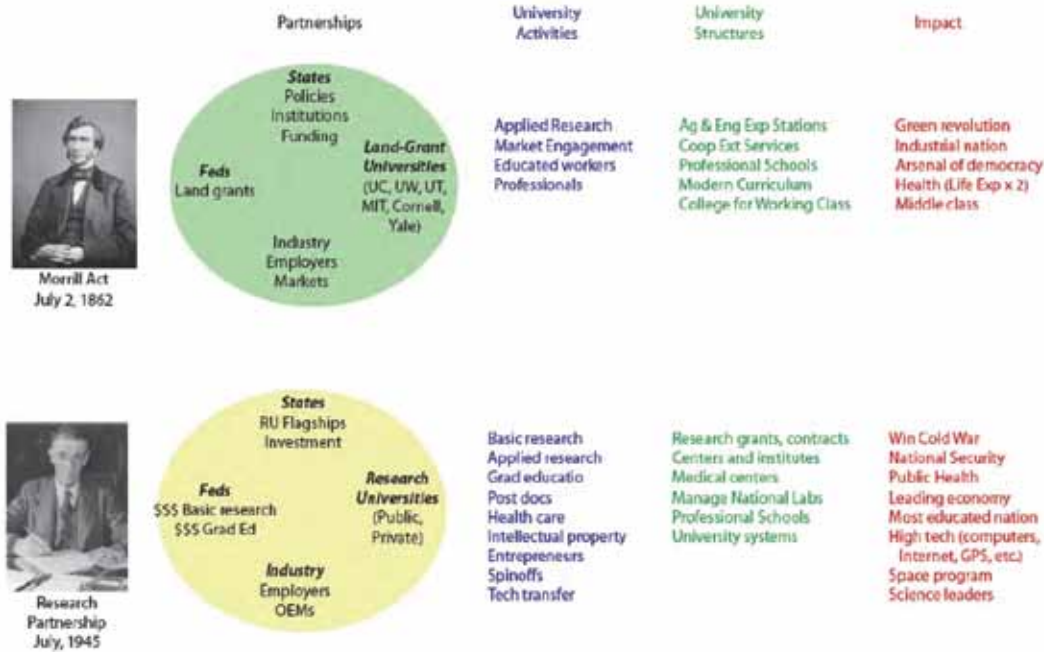 Partnerships
University
Activities
University
Structures
Impact
Morrill Act
July 2, 1862
States
Policies
Institutions
Funding
Feds
Land grants
Land-Grant
Universities
(UC, UW, UT,
MIT, Cornell,
Yale)
Industry
Employers
Markets
Applied Research
Market Engagement
Educated workers
Professionals
Ag & Eng Exp Stations
Coop Ext Services
Professional Schools
Modern Curriculum
College for Working Class
Green revolution
Industrial nation
Arsenal of democracy
Health (Life Exp x 2)
Middle class
Research
Partnership
July, 1945
States
RU Flagships
Investment
Feds
$$$ Basic research
$$$ Grad Ed
Research
Universities
(Public,
Private)
Industry
Employers
OEMs
Basic research
Applied research
Grad educatio
Post docs
Health care
Intellectual property
Entrepreneurs
Spinoffs
Tech transfer
Research grants, contracts
Centers and institutes
Medical centers
Manage National Labs
Professional Schools
University systems
Win Cold War
National Security
Public Health
Leading economy
Most educated nation
High tech (computers,
Internet, GPS, etc.)
Space program
Science leaders